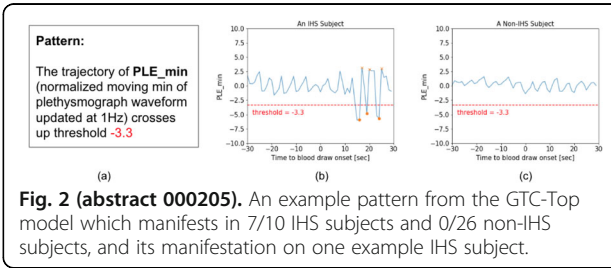 Pattern:
The trajectory of PLE_min
(normalized moving min of
plethysmograph waveform
updated at 1Hz) crosses
up threshold -3.3
(a)
An IHS Subject
PLE_min
10.0
7.5
5.0
2.5
0.0
−2.5
−5.0
−7.5
−10.0
threshold = -3.3
−30 −20 −10 0 10 20 30
Time to blood draw onset [sec]
(b)
A Non-IHS Subject
PLE_min
10.0
7.5
5.0
2.5
0.0
−2.5
−5.0
−7.5
−10.0
threshold = -3.3
−30 −20 −10 0 10 20 30
Time to blood draw onset [sec]
(c)
Fig. 2 (abstract 000205). An example pattern from the GTC-Top
model which manifests in 7/10 IHS subjects and 0/26 non-IHS
subjects, and its manifestation on one example IHS subject.